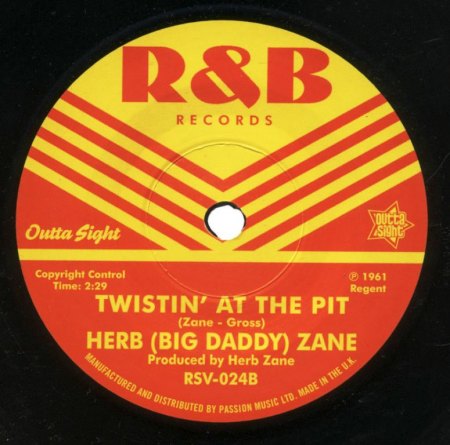 R&B
RECORDS
Outta Sight
outta
sight
Copyright Control
Time: 2:29
℗ 1961
Regent
TWISTIN' AT THE PIT
(Zane - Gross)
HERB (BIG DADDY) ZANE
Produced by Herb Zane
RSV-024B
MANUFACTURED AND DISTRIBUTED BY PASSION MUSIC LTD. MADE IN THE U.K.